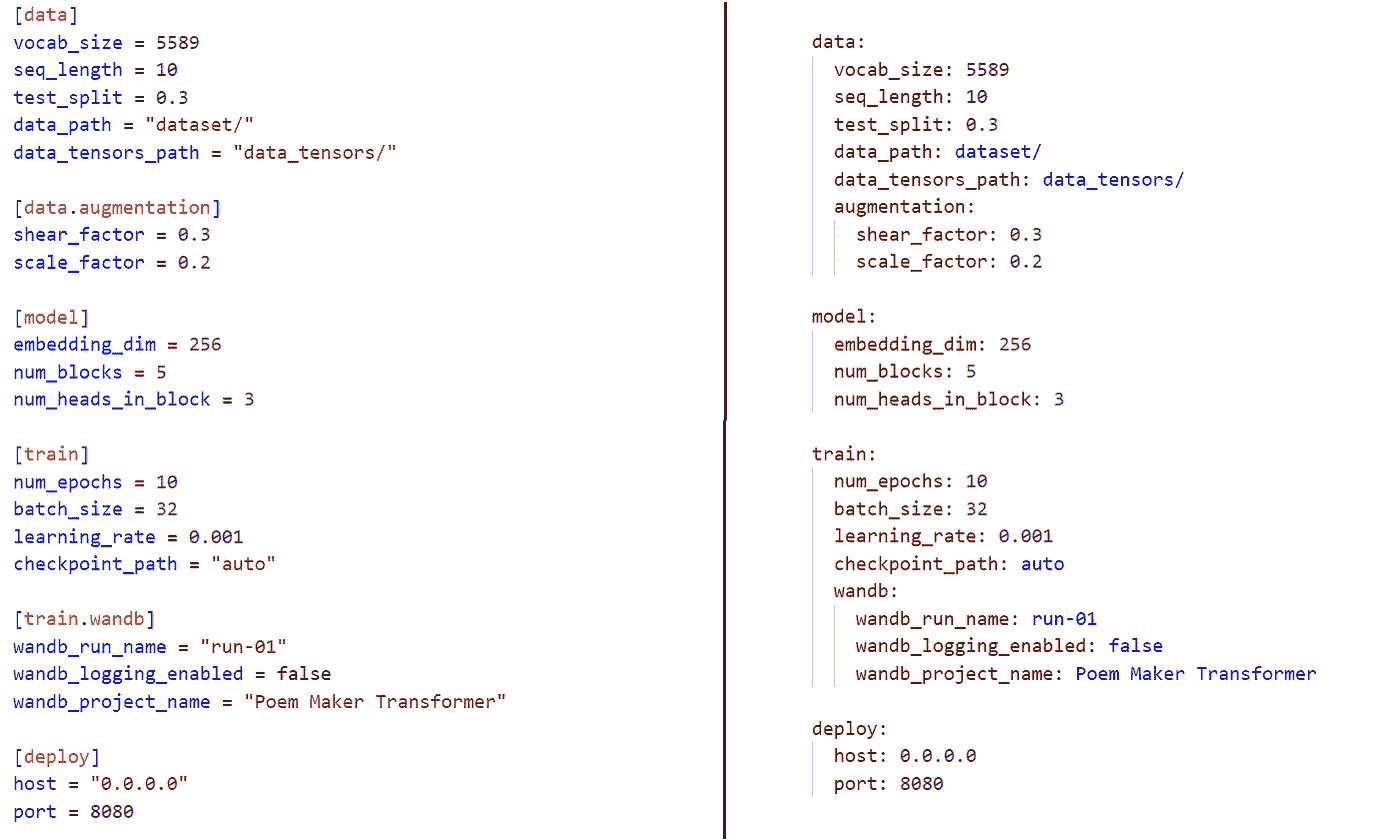 [data]
vocab_size = 5589
seq_length = 10
test_split = 0.3
data_path = "dataset/"
data_tensors_path = "data_tensors/"
[data.augmentation]
shear_factor = 0.3
scale_factor = 0.2
[model]
embedding_dim = 256
num_blocks = 5
num_heads_in_block = 3
[train]
num_epochs = 10
batch_size = 32
learning_rate = 0.001
checkpoint_path = "auto"
[train.wandb]
wandb_run_name = "run-01"
wandb_logging_enabled = false
wandb_project_name = "Poem Maker Transformer"
[deploy]
host = "0.0.0.0"
port = 8080
data:
  vocab_size: 5589
  seq_length: 10
  test_split: 0.3
  data_path: dataset/
  data_tensors_path: data_tensors/
  augmentation:
    shear_factor: 0.3
    scale_factor: 0.2
model:
  embedding_dim: 256
  num_blocks: 5
  num_heads_in_block: 3
train:
  num_epochs: 10
  batch_size: 32
  learning_rate: 0.001
  checkpoint_path: auto
  wandb:
    wandb_run_name: run-01
    wandb_logging_enabled: false
    wandb_project_name: Poem Maker Transformer
deploy:
  host: 0.0.0.0
  port: 8080